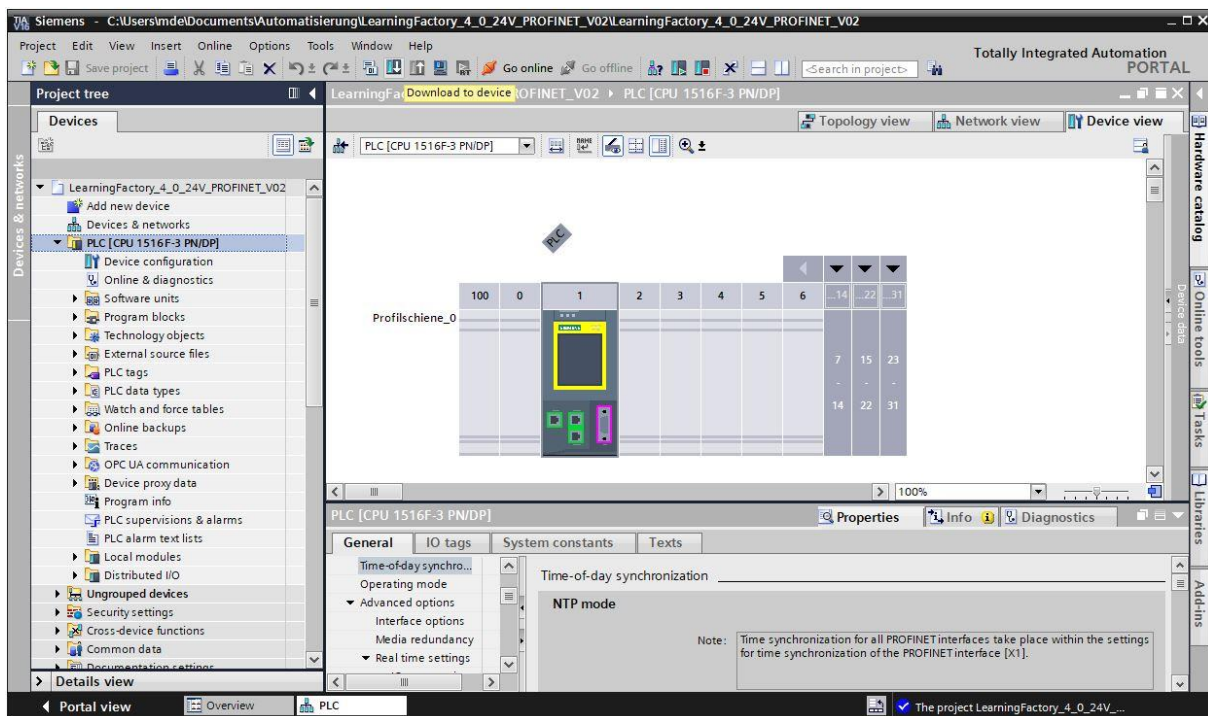 Siemens - C:\Users\mde\Documents\Automatisierung\LearningFactory_4_0_24V_PROFINET_V02\LearningFactory_4_0_24V_PROFINET_V02
Project Edit View Insert Online Options Tools Window Help
Totally Integrated Automation
PORTAL
Save project Go online Go offline <Search in project>
Project tree
LearningFa
Download to device
OFINET_V02 ▸ PLC [CPU 1516F-3 PN/DP]
Devices
Topology view Network view Device view
PLC [CPU 1516F-3 PN/DP]
Devices & networks
LearningFactory_4_0_24V_PROFINET_V02
Add new device
Devices & networks
PLC [CPU 1516F-3 PN/DP]
Device configuration
Online & diagnostics
Software units
Program blocks
Technology objects
External source files
PLC tags
PLC data types
Watch and force tables
Online backups
Traces
OPC UA communication
Device proxy data
Program info
PLC supervisions & alarms
PLC alarm text lists
Local modules
Distributed I/O
Ungrouped devices
Security settings
Cross-device functions
Common data
Documentation settings
Details view
PLC
100 0 1 2 3 4 5 6 ...14 ...22 ...31
Profilschiene_0
SIEMENS
7 15 23
- - -
14 22 31
100%
Device data
Hardware catalog
Online tools
Tasks
Libraries
Add-ins
PLC [CPU 1516F-3 PN/DP]
Properties Info Diagnostics
General IO tags System constants Texts
Time-of-day synchro...
Operating mode
Advanced options
Interface options
Media redundancy
Real time settings
Time-of-day synchronization
NTP mode
Note: Time synchronization for all PROFINET interfaces take place within the settings
for time synchronization of the PROFINET interface [X1].
Portal view Overview PLC
The project LearningFactory_4_0_24V_...